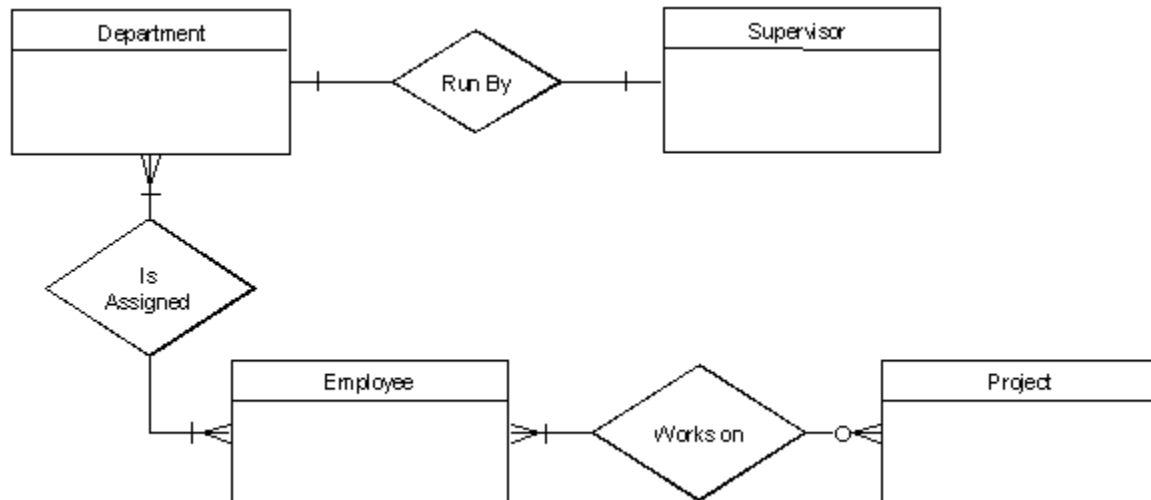 Department
Supervisor
Run By
Is
Assigned
Employee
Project
Works on